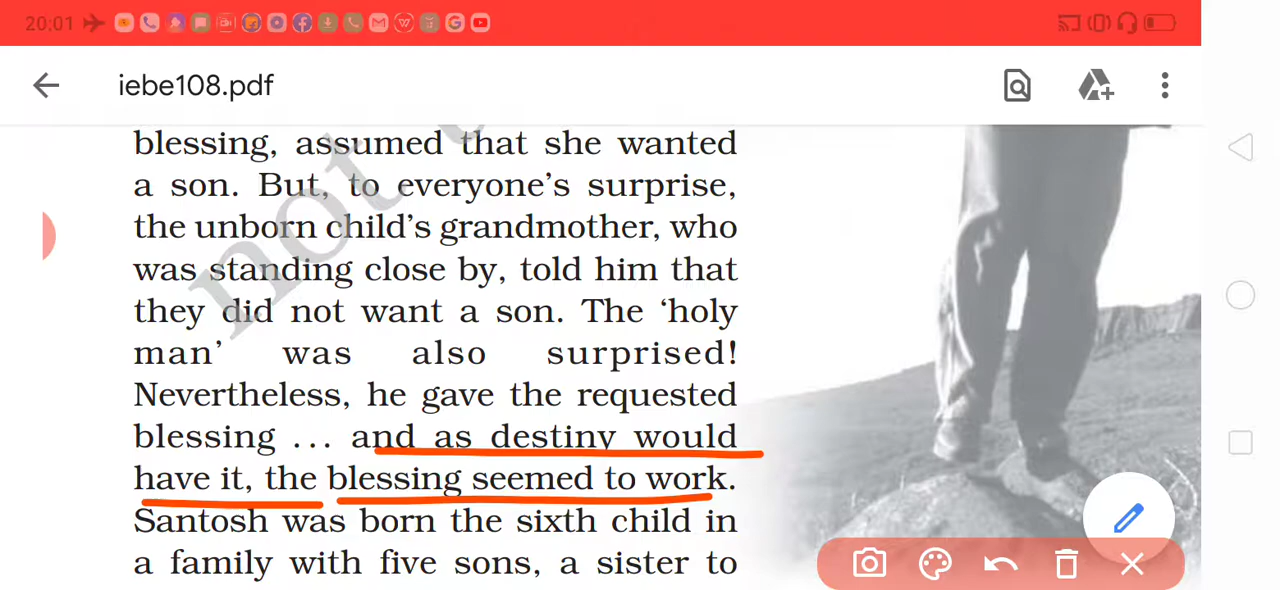 20:01
iebe108.pdf
blessing, assumed that she wanted
a son. But, to everyone's surprise,
the unborn child's grandmother, who
was standing close by, told him that
they did not want a son. The ‘holy
man’ was also surprised!
Nevertheless, he gave the requested
blessing ... and as destiny would
have it, the blessing seemed to work.
Santosh was born the sixth child in
a family with five sons, a sister to
not